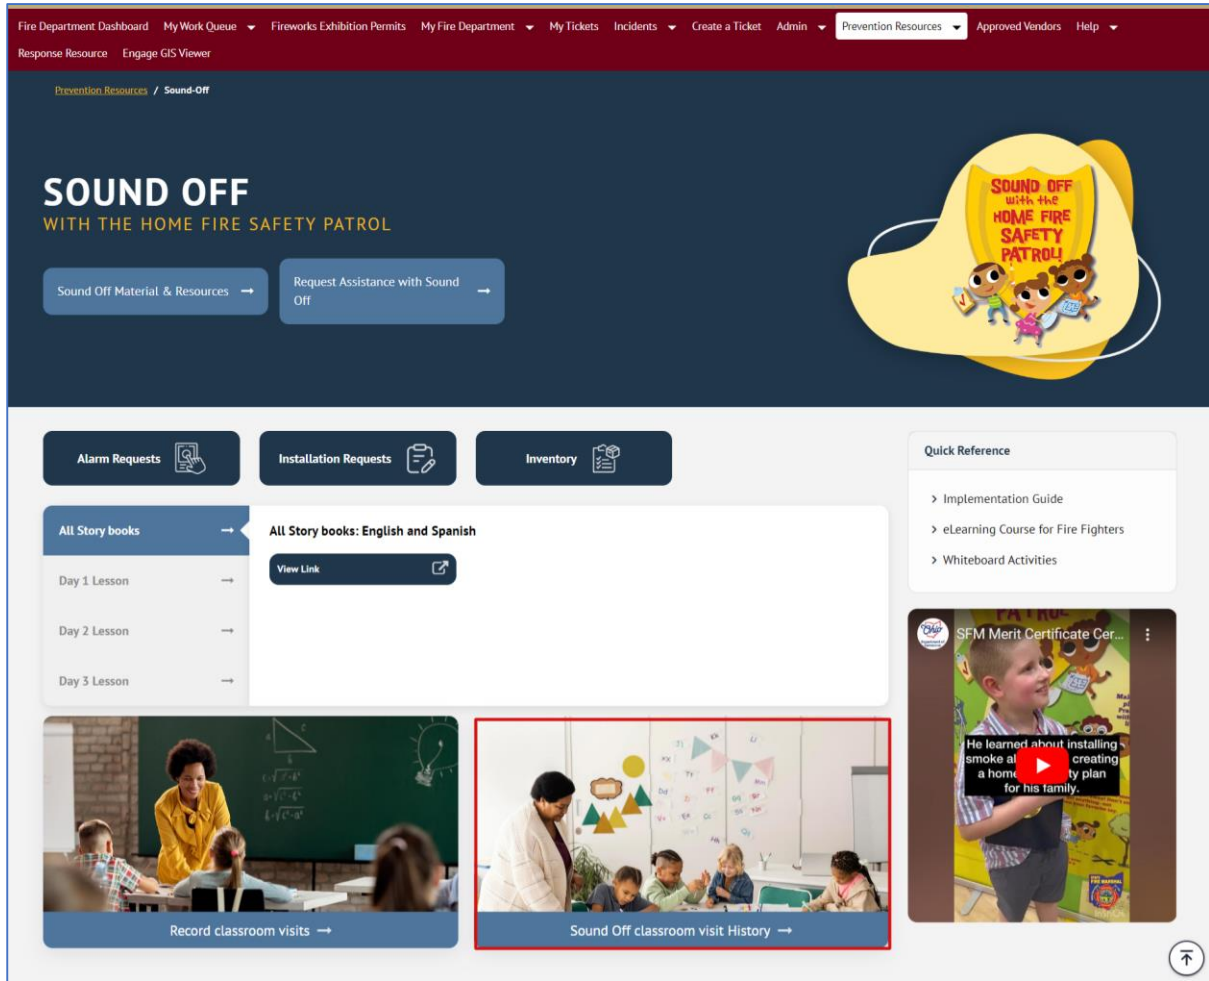 Fire Department Dashboard My Work Queue Fireworks Exhibition Permits My Fire Department My Tickets Incidents Create a Ticket Admin Prevention Resources Approved Vendors Help
Response Resource Engage GIS Viewer
Prevention Resources / Sound-Off
SOUND OFF
WITH THE HOME FIRE SAFETY PATROL
Sound Off Material & Resources →
Request Assistance with Sound
Off →
SOUND OFF
with the
HOME FIRE
SAFETY
PATROL!
Alarm Requests
Installation Requests
Inventory
All Story books →
Day 1 Lesson →
Day 2 Lesson →
Day 3 Lesson →
All Story books: English and Spanish
View Link
Record classroom visits →
Sound Off classroom visit History →
Quick Reference
> Implementation Guide
> eLearning Course for Fire Fighters
> Whiteboard Activities
PATROL
Ohio
SFM Merit Certificate Cer...
He learned about installing
smoke al creating
a home ty plan
for his family.